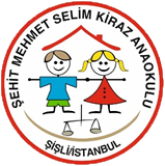 ŞEHİT MEHMET SELİM KİRAZ ANAOKULU
ŞİŞLİ/İSTANBUL